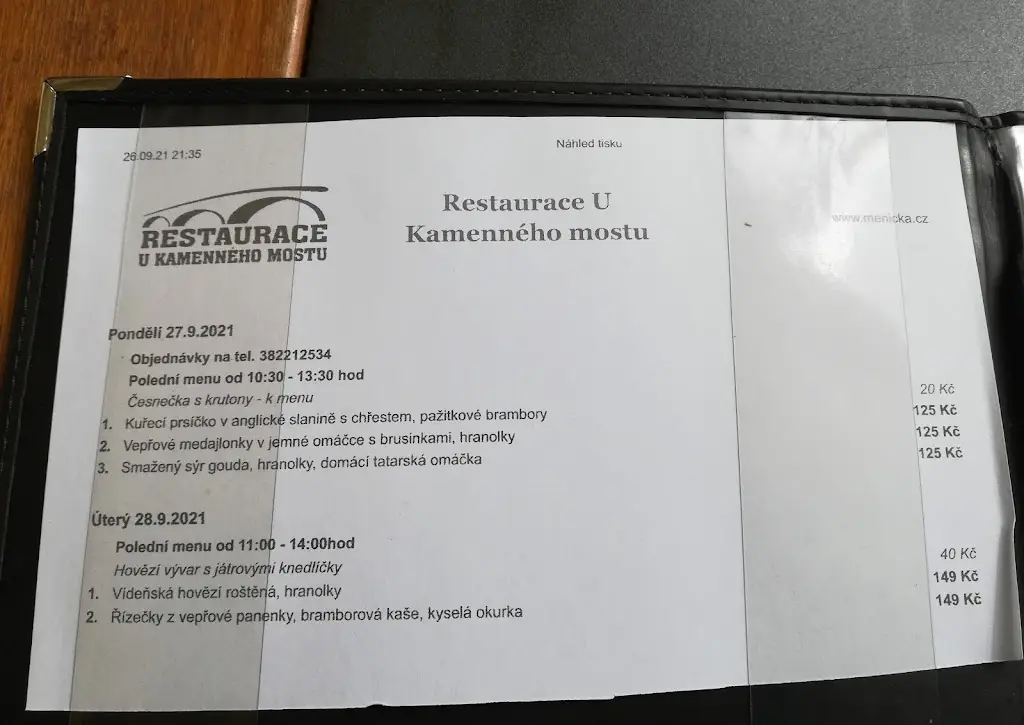 26.09.21 21:35
Náhled tisku
RESTAURACE
U KAMENNÉHO MOSTU
Restaurace U
Kamenného mostu
www.menicka.cz
Pondělí 27.9.2021
Objednávky na tel. 382212534
Polední menu od 10:30 - 13:30 hod
Česnečka s krutony - k menu 20 Kč
1. Kuřecí prsíčko v anglické slanině s chřestem, pažitkové brambory 125 Kč
2. Vepřové medajlonky v jemné omáčce s brusinkami, hranolky 125 Kč
3. Smažený sýr gouda, hranolky, domácí tatarská omáčka 125 Kč
Úterý 28.9.2021
Polední menu od 11:00 - 14:00hod
Hovězí vývar s játrovými knedlíčky 40 Kč
1. Vídeňská hovězí roštěná, hranolky 149 Kč
2. Řízečky z vepřové panenky, bramborová kaše, kyselá okurka 149 Kč